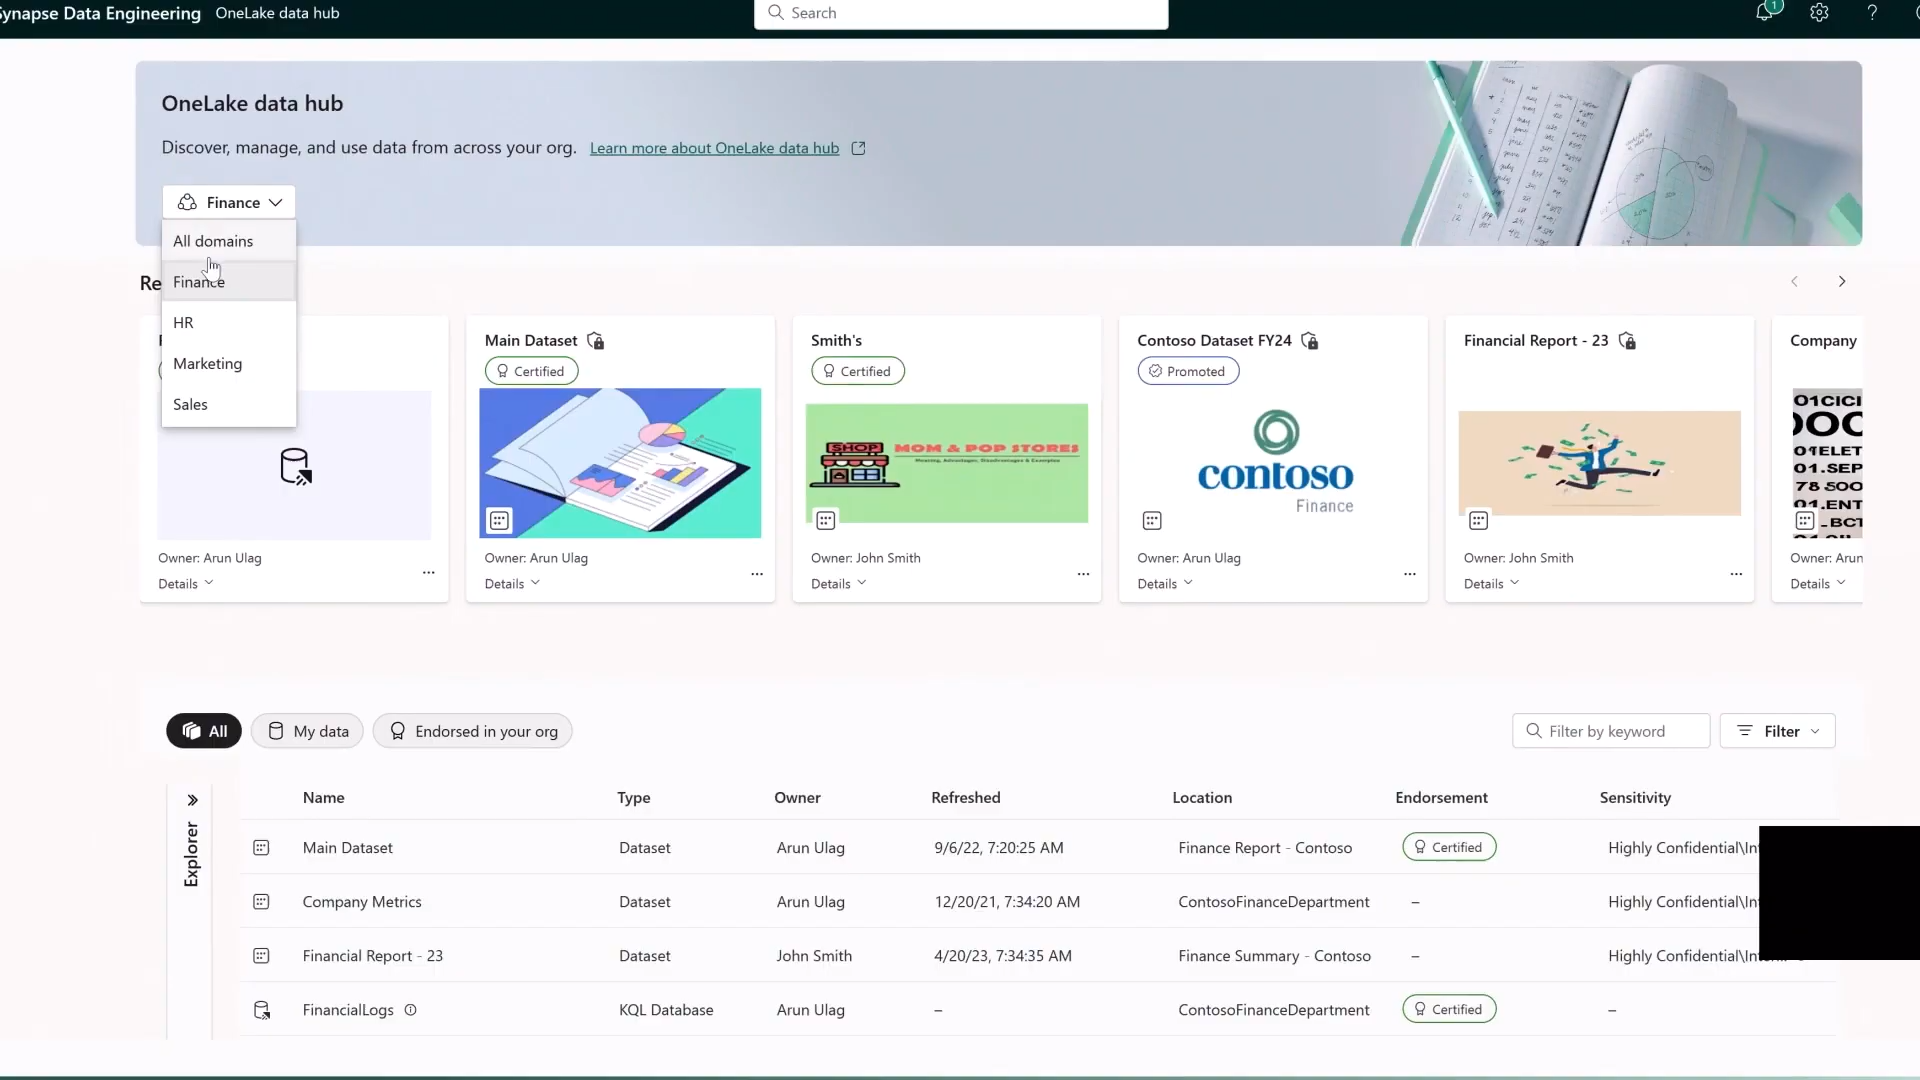 Synapse Data Engineering OneLake data hub Search 1
OneLake data hub
Discover, manage, and use data from across your org. Learn more about OneLake data hub
Finance
All domains
Finance
HR
Marketing
Sales
Re
Main Dataset
Certified
Owner: Arun Ulag
Details
Owner: Arun Ulag
Details
Smith's
Certified
SHOP
MOM & POP STORES
Meaning, Advantages, Disadvantages & Examples
Owner: John Smith
Details
Contoso Dataset FY24
Promoted
contoso
Finance
Owner: Arun Ulag
Details
Financial Report - 23
Owner: John Smith
Details
Company
Owner: Arun
Details
All My data Endorsed in your org Filter by keyword Filter
Explorer
Name Type Owner Refreshed Location Endorsement Sensitivity
Main Dataset Dataset Arun Ulag 9/6/22, 7:20:25 AM Finance Report - Contoso Certified Highly Confidential\In
Company Metrics Dataset Arun Ulag 12/20/21, 7:34:20 AM ContosoFinanceDepartment – Highly Confidential\In
Financial Report - 23 Dataset John Smith 4/20/23, 7:34:35 AM Finance Summary - Contoso – Highly Confidential\In
FinancialLogs KQL Database Arun Ulag – ContosoFinanceDepartment Certified –